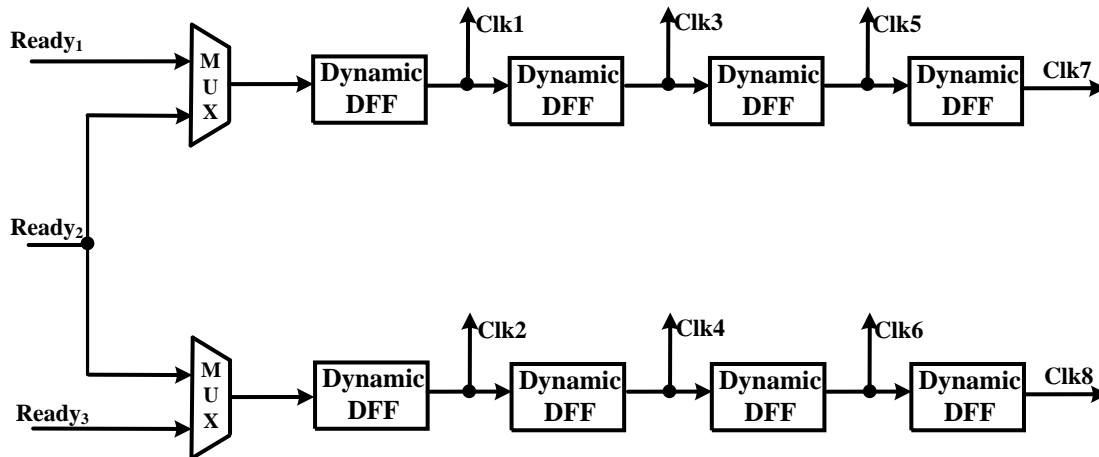 Ready₁
M
U
X
Dynamic
DFF
Clk1
Dynamic
DFF
Clk3
Dynamic
DFF
Clk5
Dynamic
DFF
Clk7
Ready₂
Ready₃
M
U
X
Dynamic
DFF
Clk2
Dynamic
DFF
Clk4
Dynamic
DFF
Clk6
Dynamic
DFF
Clk8